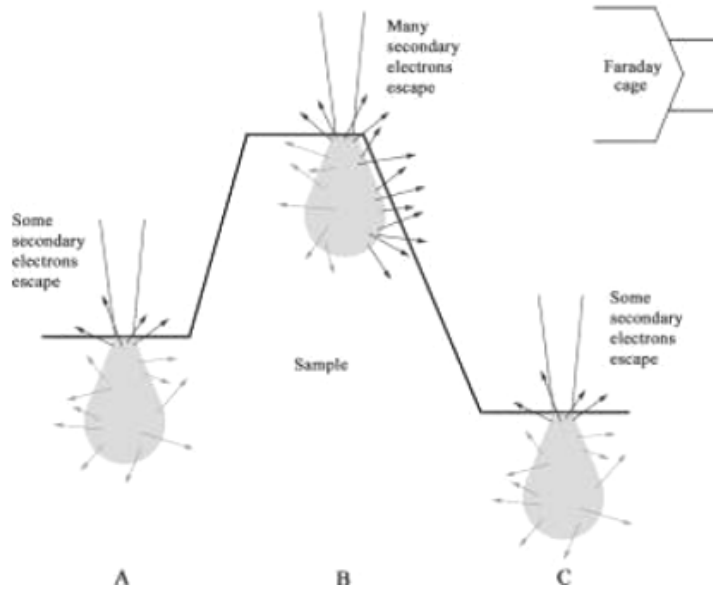 Many
secondary
electrons
escape
Faraday
cage
Some
secondary
electrons
escape
Some
secondary
electrons
escape
Sample
A
B
C